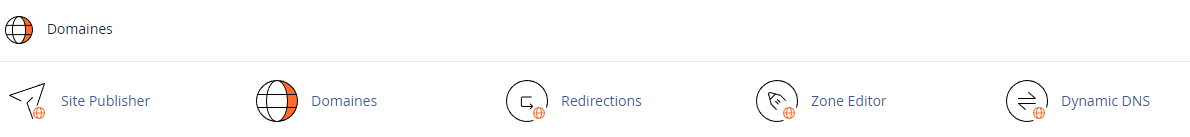 Domaines
Site Publisher Domaines Redirections Zone Editor Dynamic DNS